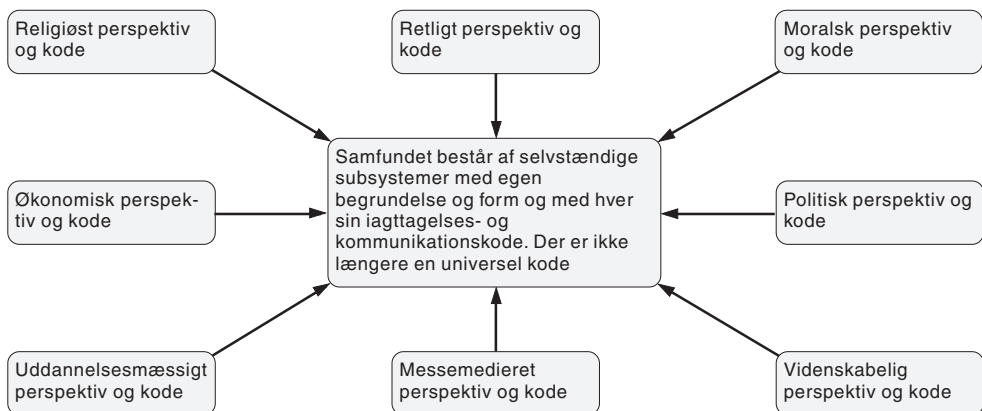 Religiøst perspektiv
og kode
Retligt perspektiv og
kode
Moralsk perspektiv
og kode
Samfundet består af selvstændige
subsystemer med egen
begrundelse og form og med hver
sin iagttagelses- og
kommunikationskode. Der er ikke
længere en universel kode
Økonomisk perspek-
tiv og kode
Politisk perspektiv og
kode
Uddannelsesmæssigt
perspektiv og kode
Messemedieret
perspektiv og kode
Videnskabelig
perspektiv og kode